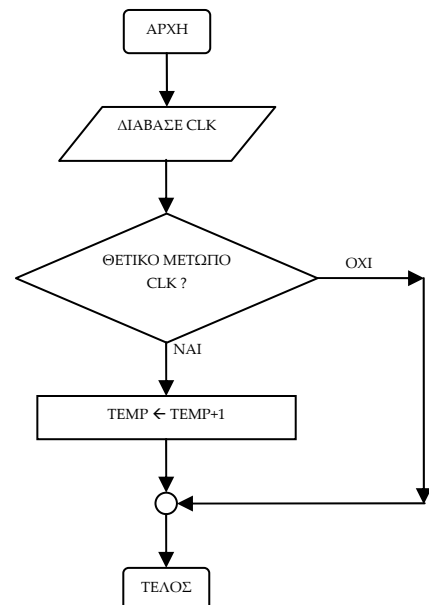 ΑΡΧΗ
ΔΙΑΒΑΣΕ CLK
ΘΕΤΙΚΟ ΜΕΤΩΠΟ
CLK ?
ΟΧΙ
ΝΑΙ
TEMP ← TEMP+1
ΤΕΛΟΣ